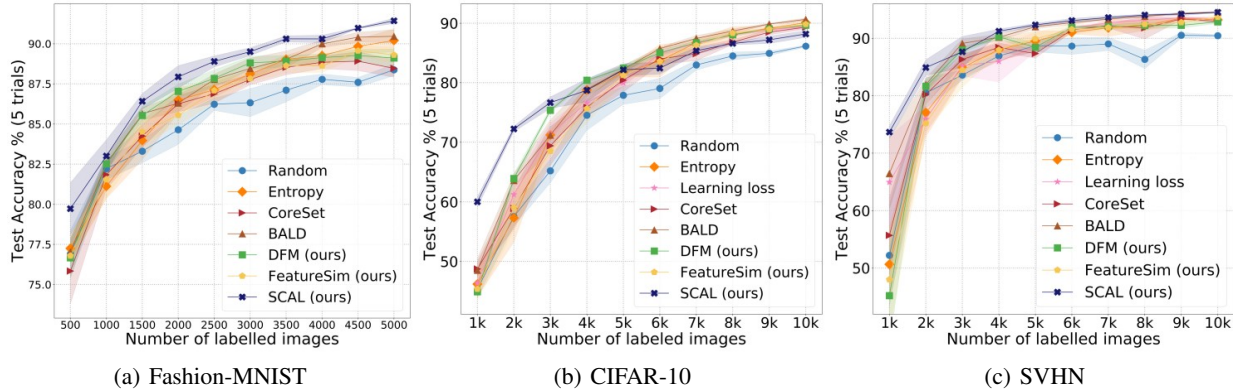 Test Accuracy % (5 trials)
90.0
87.5
85.0
82.5
80.0
77.5
75.0
Random
Entropy
CoreSet
BALD
DFM (ours)
FeatureSim (ours)
SCAL (ours)
500 1000 1500 2000 2500 3000 3500 4000 4500 5000
Number of labelled images
(a) Fashion-MNIST
Test Accuracy % (5 trials)
90
80
70
60
50
Random
Entropy
Learning loss
CoreSet
BALD
DFM (ours)
FeatureSim (ours)
SCAL (ours)
1k 2k 3k 4k 5k 6k 7k 8k 9k 10k
Number of labelled images
(b) CIFAR-10
Test Accuracy % (5 trials)
90
80
70
60
50
Random
Entropy
Learning loss
CoreSet
BALD
DFM (ours)
FeatureSim (ours)
SCAL (ours)
1k 2k 3k 4k 5k 6k 7k 8k 9k 10k
Number of labelled images
(c) SVHN